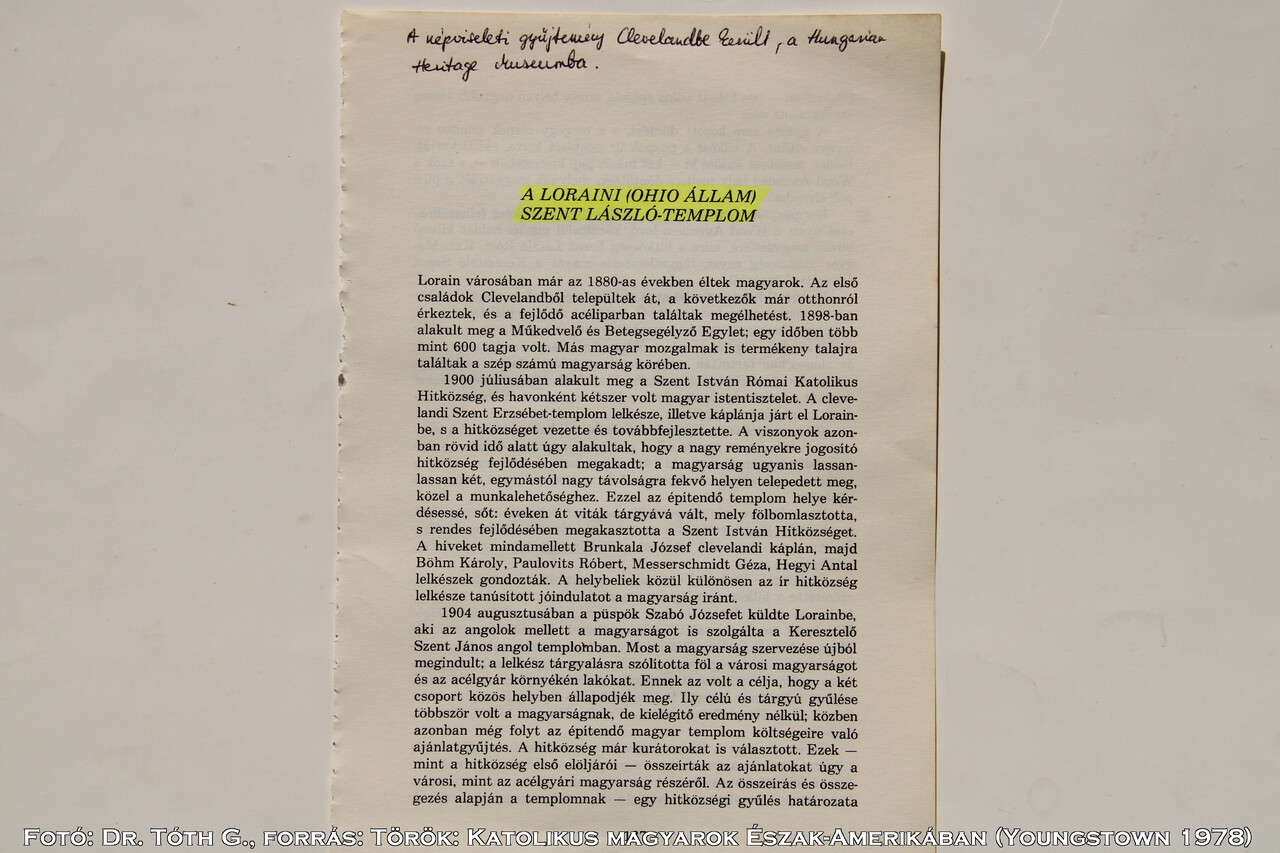 A népviseleti gyűjtemény Clevelandbe került, a Hungarian
Heritage Museumba.
A LORAINI (OHIO ÁLLAM)
SZENT LÁSZLÓ-TEMPLOM
Lorain városában már az 1880-as években éltek magyarok. Az első
családok Clevelandből települtek át, a következők már otthonról
érkeztek, és a fejlődő acéliparban találtak megélhetést. 1898-ban
alakult meg a Műkedvelő és Betegsegélyző Egylet; egy időben több
mint 600 tagja volt. Más magyar mozgalmak is termékeny talajra
találtak a szép számú magyarság körében.
1900 júliusában alakult meg a Szent István Római Katolikus
Hitközség, és havonként kétszer volt magyar istentisztelet. A cleve-
landi Szent Erzsébet-templom lelkésze, illetve káplánja járt el Lorain-
be, s a hitközséget vezette és továbbfejlesztette. A viszonyok azon-
ban rövid idő alatt úgy alakultak, hogy a nagy reményekre jogosító
hitközség fejlődésében megakadt; a magyarság ugyanis lassan-
lassan két, egymástól nagy távolságra fekvő helyen telepedett meg,
közel a munkalehetőséghez. Ezzel az építendő templom helye kér-
désessé, sőt: éveken át viták tárgyává vált, mely fölbomlasztotta,
s rendes fejlődésében megakasztotta a Szent István Hitközséget.
A híveket mindamellett Brunkala József clevelandi káplán, majd
Böhm Károly, Paulovits Róbert, Messerschmidt Géza, Hegyi Antal
lelkészek gondozták. A helybeliek közül különösen az ír hitközség
lelkésze tanúsított jóindulatot a magyarság iránt.
1904 augusztusában a püspök Szabó Józsefet küldte Lorainbe,
aki az angolok mellett a magyarságot is szolgálta a Keresztelő
Szent János angol templomban. Most a magyarság szervezése újból
megindult; a lelkész tárgyalásra szólította föl a városi magyarságot
és az acélgyár környékén lakókat. Ennek az volt a célja, hogy a két
csoport közös helyben állapodjék meg. Ily célú és tárgyú gyűlése
többször volt a magyarságnak, de kielégítő eredmény nélkül; közben
azonban még folyt az építendő magyar templom költségeire való
ajánlatgyűjtés. A hitközség már kurátorokat is választott. Ezek —
mint a hitközség első elöljárói — összeírták az ajánlatokat úgy a
városi, mint az acélgyári magyarság részéről. Az összeírás és össze-
gezés alapján a templomnak — egy hitközségi gyűlés határozata
Fotó: Dr. Tóth G., forrás: Török: Katolikus magyarok Észak-Amerikában (Youngstown 1978)